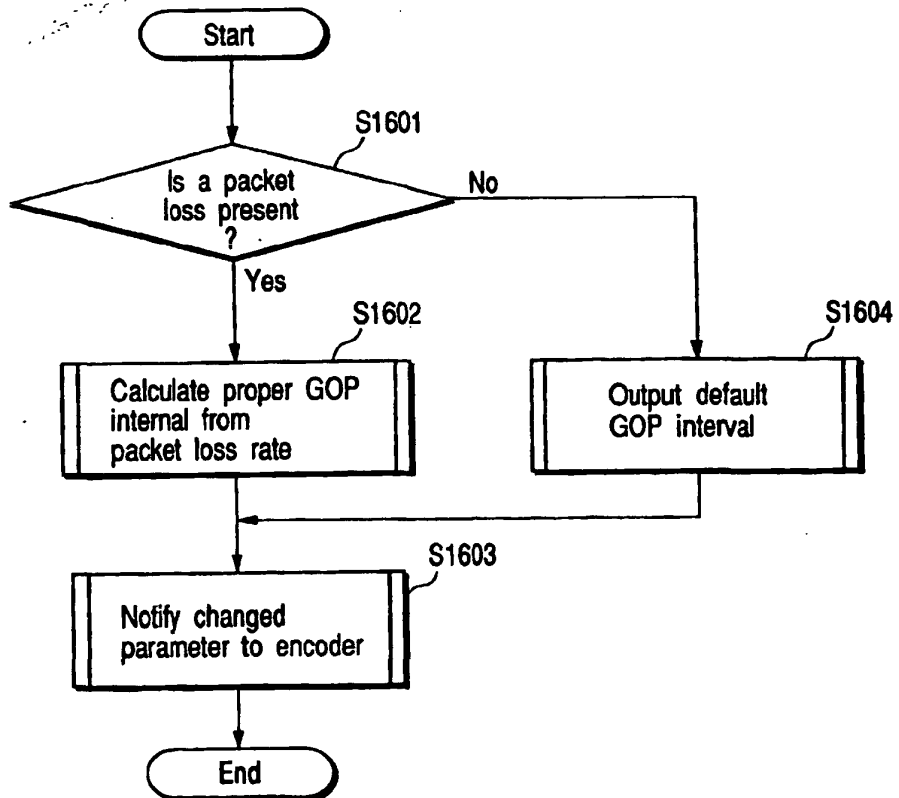 Start
S1601
Is a packet
loss present
?
No
Yes
S1602
Calculate proper GOP
internal from
packet loss rate
S1604
Output default
GOP interval
S1603
Notify changed
parameter to encoder
End